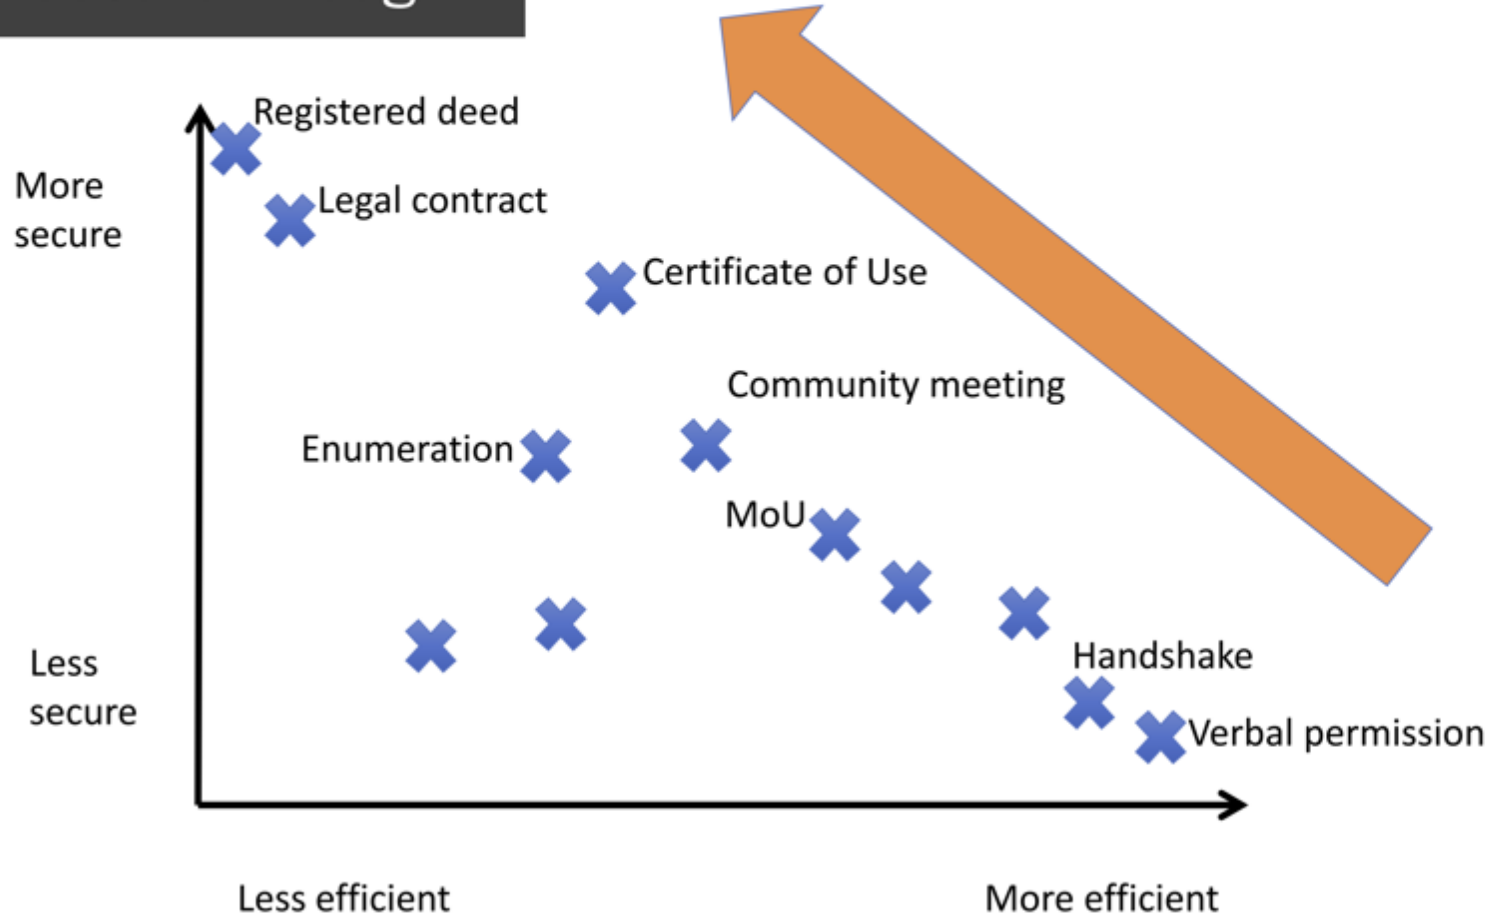 Registered deed
More
secure
Legal contract
Certificate of Use
Community meeting
Enumeration
MoU
Less
secure
Handshake
Verbal permission
Less efficient
More efficient